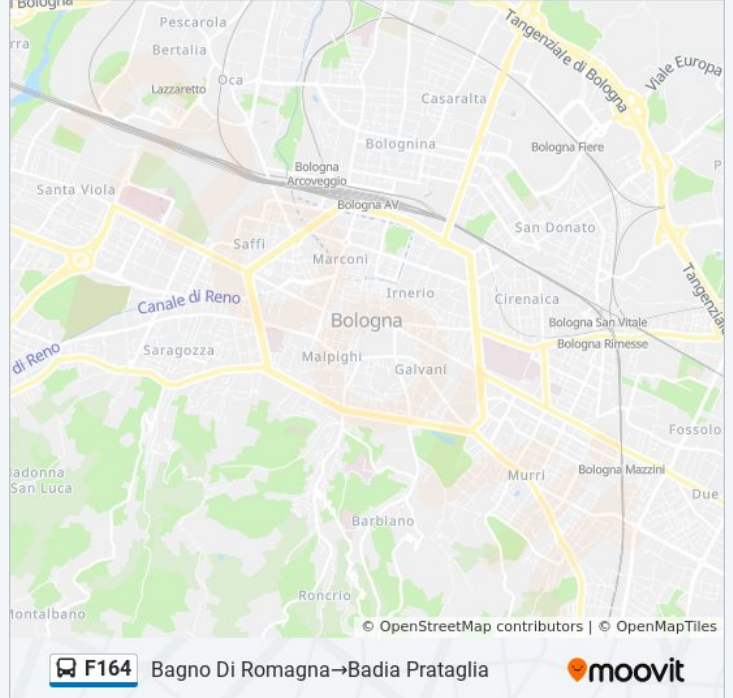 i Bologna
Pescarola
Tangenziale di Bologna
rra
Bertalia
Viale Europa
Oca
Lazzaretto
Casaralta
Bolognina
Bologna Fiere
Bologna
Arcoveggio
P
Santa Viola
Bologna AV
San Donato
Saffi
Marconi
Tangenziale
Irnerio
Cirenaica
Canale di Reno
Bologna
Bologna San Vitale
Bologna Rimesse
di Reno
Saragozza
Malpighi
Galvani
Fossolo
adonna
San Luca
Murri
Bologna Mazzini
Due
Barbiano
Roncrio
Montalbano
© OpenStreetMap contributors | © OpenMapTiles
F164 Bagno Di Romagna→Badia Prataglia
moovit